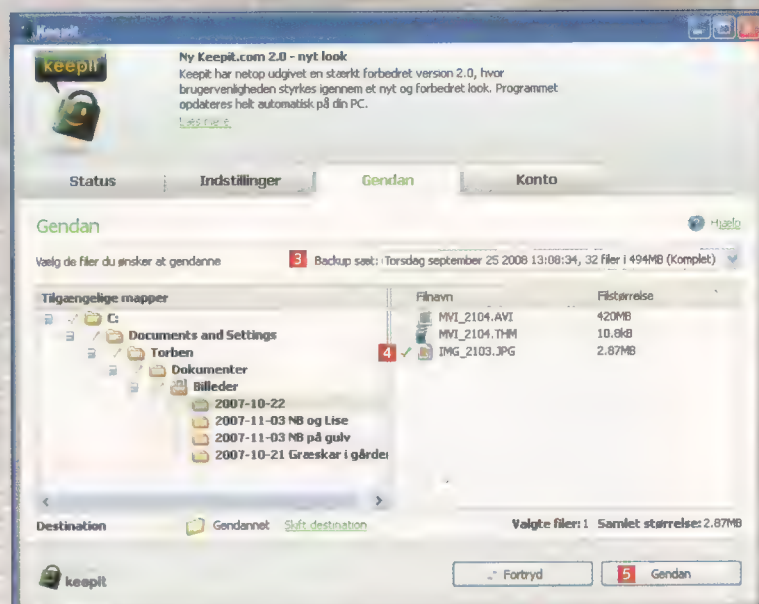 Keepit
keepit
Ny Keepit.com 2.0 - nyt look
Keepit har netop udgivet en stærkt forbedret version 2.0, hvor
brugervenligheden styrkes igennem et nyt og forbedret look. Programmet
opdateres helt automatisk på din PC.
Læs mere
Status Indstillinger Gendan Konto
Gendan
Hjælp
Vælg de filer du ønsker at gendanne
3 Backup sæt: Torsdag september 25 2008 13:08:34, 32 filer i 494MB (Komplet)
Tilgængelige mapper
C:
Documents and Settings
Torben
Dokumenter
Billeder
2007-10-22
2007-11-03 NB og Lise
2007-11-03 NB på gulv
2007-10-21 Græskar i gårde
Filnavn Filstørrelse
MVI_2104.AVI 420MB
MVI_2104.THM 10.8kB
4 IMG_2103.JPG 2.87MB
Destination Gendannet Skift destination
Valgte filer: 1 Samlet størrelse: 2.87MB
keepit
Fortryd
5 Gendan